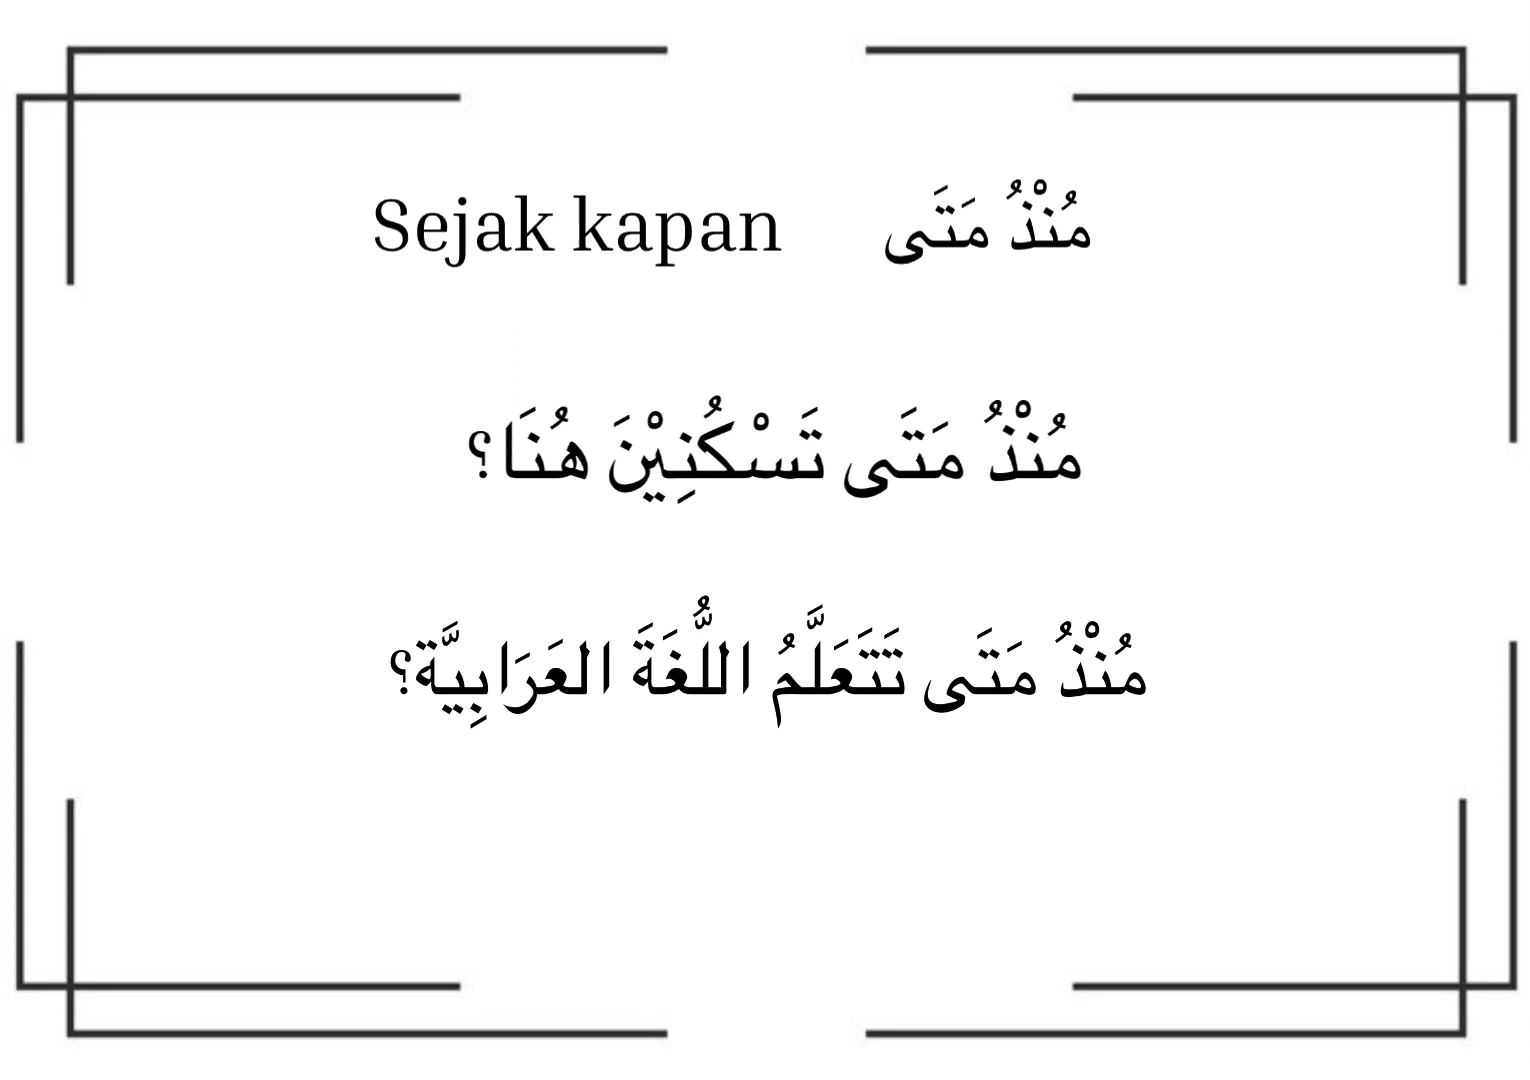 Sejak kapan مُنْذُ مَتَى
مُنْذُ مَتَى تَسْكُنِيْنَ هُنَا؟
مُنْذُ مَتَى تَتَعَلَّمُ اللُّغَةَ العَرَابِيَّة؟